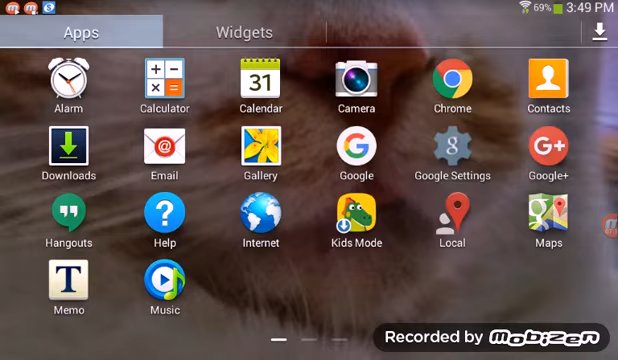 69% 3:49 PM
Apps Widgets
31
Alarm Calculator Calendar Camera Chrome Contacts
@ G g G+
Downloads Email Gallery Google Google Settings Google+
?
Hangouts Help Internet Kids Mode Local Maps
T
Memo Music
Recorded by Mobizen